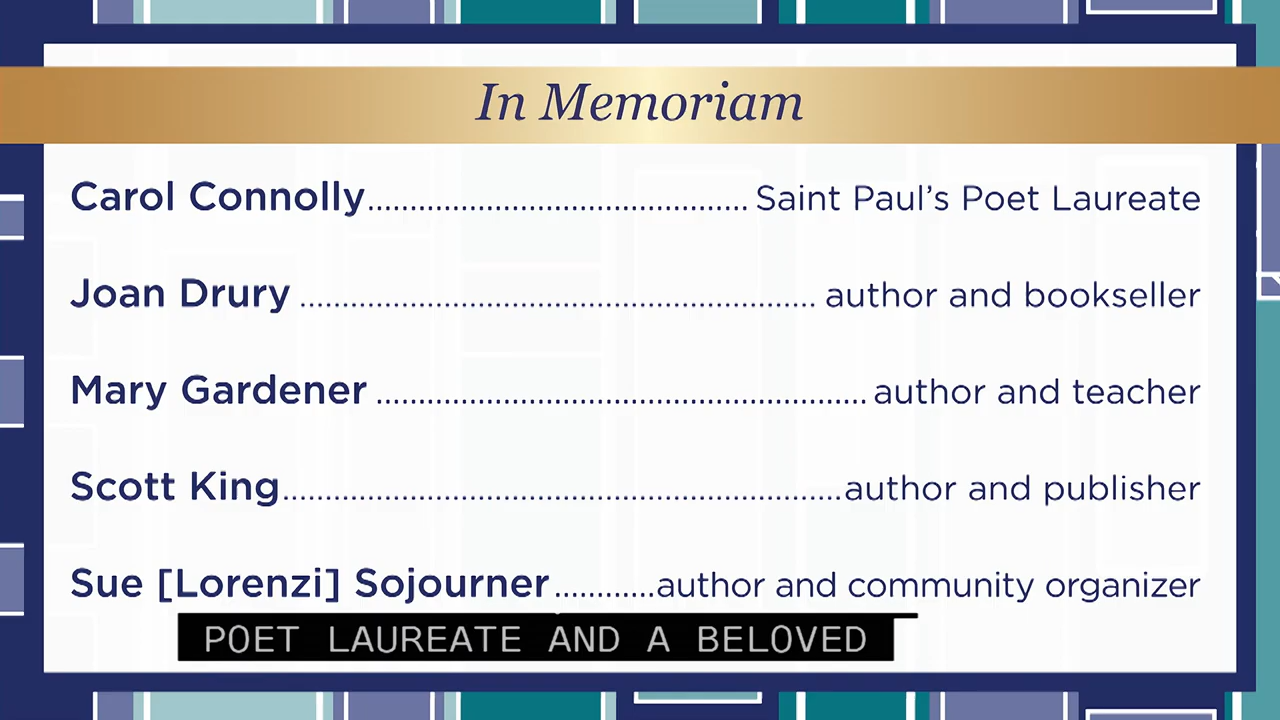 In Memoriam
Carol Connolly....................................... Saint Paul's Poet Laureate
Joan Drury ..................................................... author and bookseller
Mary Gardener ................................................... author and teacher
Scott King..........................................................author and publisher
Sue [Lorenzi] Sojourner............author and community organizer
POET LAUREATE AND A BELOVED